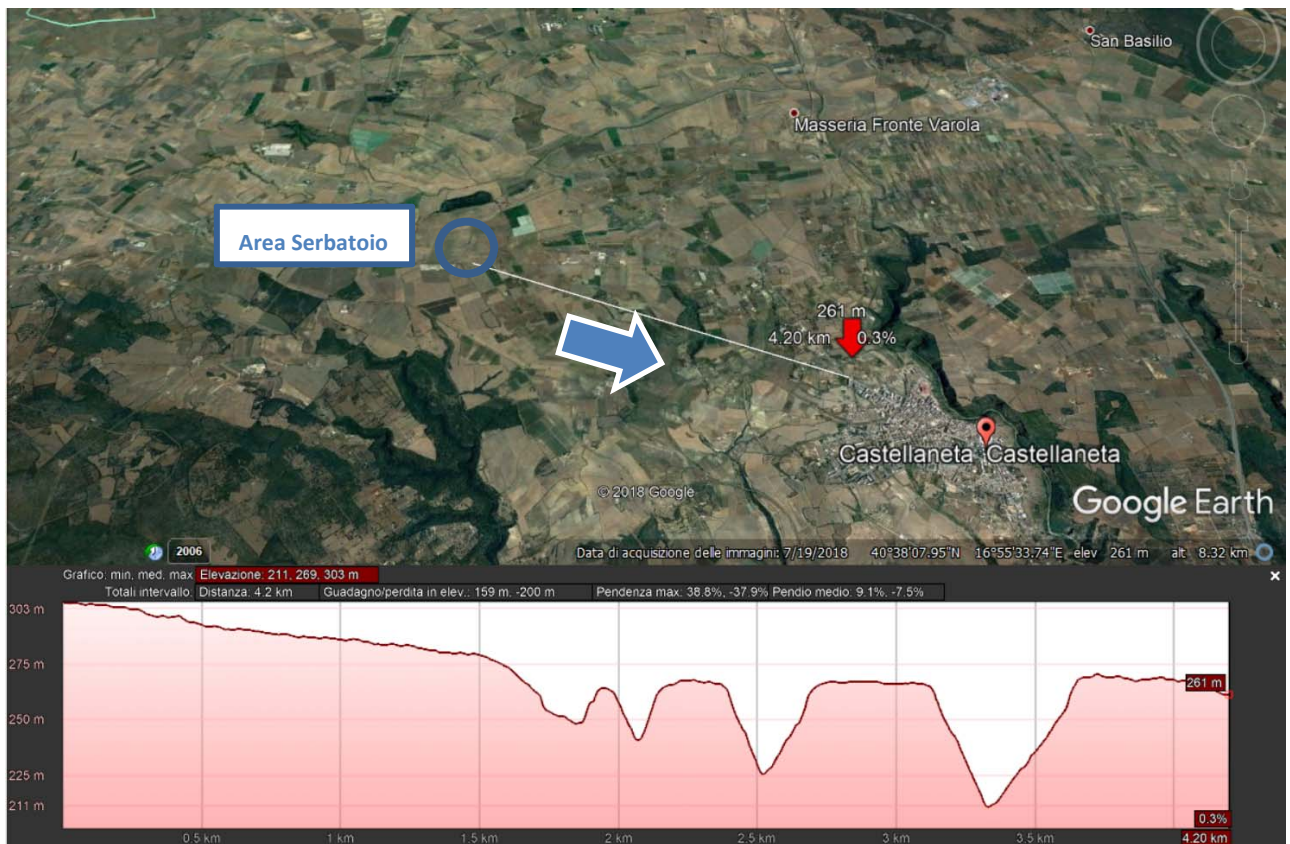 San Basilio
Masseria Fronte Varola
Area Serbatoio
261 m
4.20 km 0.3%
Castellaneta Castellaneta
© 2018 Google
Google Earth
2006
Data di acquisizione delle immagini: 7/19/2018 40°38'07.95"N 16°55'33.74"E elev 261 m alt 8.32 km
Grafico: min, med. max Elevazione: 211, 269, 303 m
Totali intervallo: Distanza: 4.2 km Guadagno/perdita in elev.: 159 m. -200 m Pendenza max: 38.8%, -37.9% Pendio medio: 9.1%. -7.5%
303 m
275 m
261 m
250 m
225 m
211 m
0.3%
0.5 km 1 km 1.5 km 2 km 2.5 km 3 km 3.5 km 4.20 km